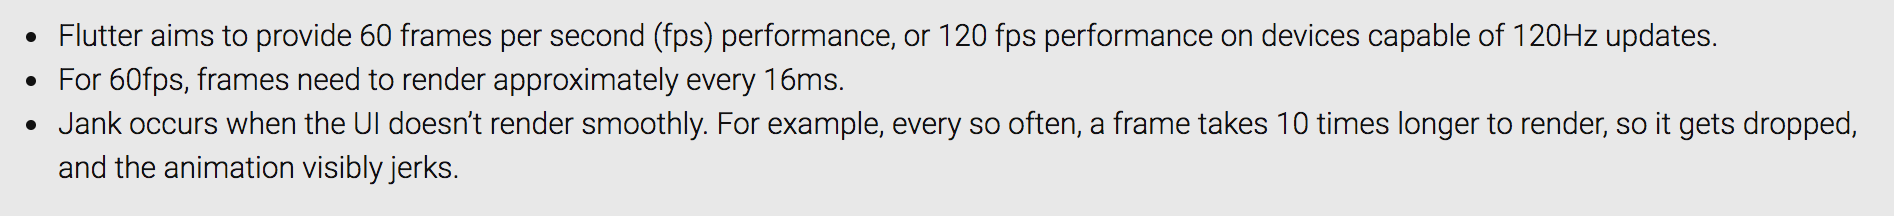 • Flutter aims to provide 60 frames per second (fps) performance, or 120 fps performance on devices capable of 120Hz updates.
• For 60fps, frames need to render approximately every 16ms.
• Jank occurs when the UI doesn’t render smoothly. For example, every so often, a frame takes 10 times longer to render, so it gets dropped,
and the animation visibly jerks.